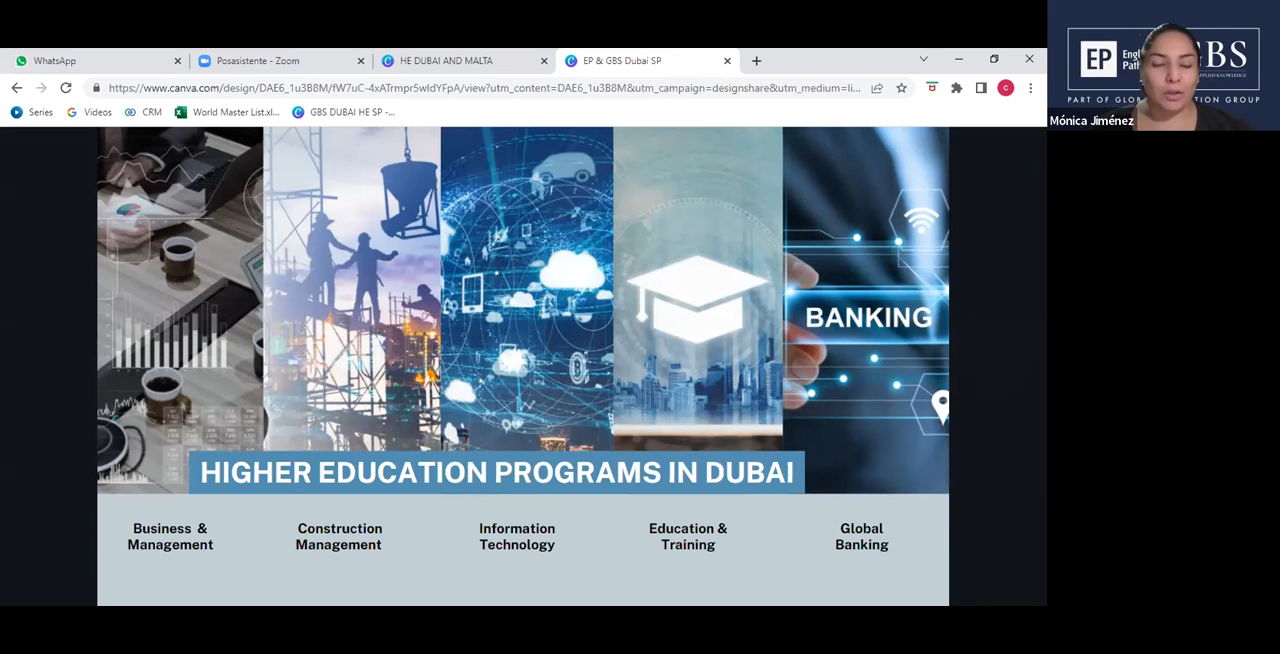 WhatsApp
Posasistente - Zoom
HE DUBAI AND MALTA
EP & GBS Dubai SP
https://www.canva.com/design/DAE6_1u3B8M/fW7uC-4xATrmpr5wIdYFpA/view?utm_content=DAE6_1u3B8M&utm_campaign=designshare&utm_medium=li...
c
Series
Videos
CRM
World Master List.xl...
GBS DUBAI HE SP -...
EP
GBS
PART OF
Mónica Jiménez
BANKING
HIGHER EDUCATION PROGRAMS IN DUBAI
Business &
Management
Construction
Management
Information
Technology
Education &
Training
Global
Banking